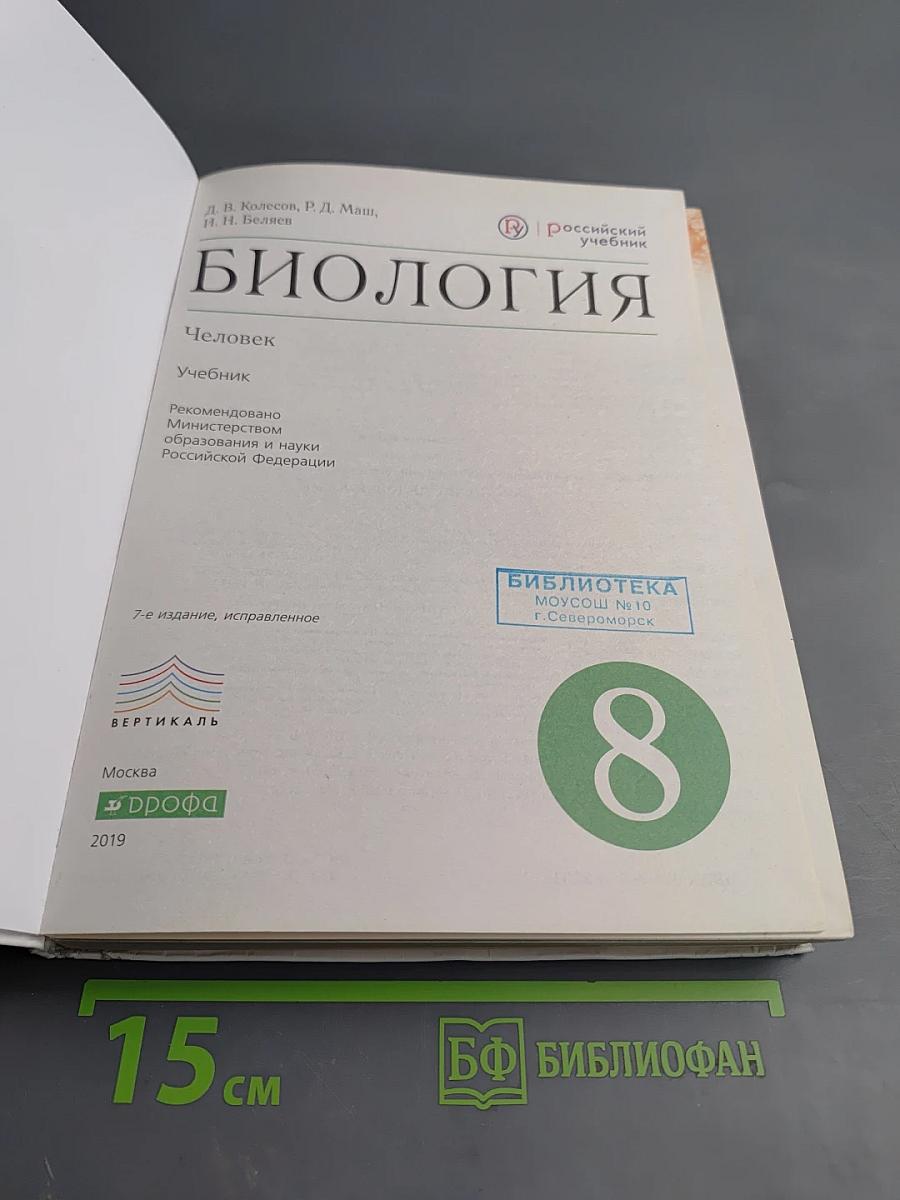 Д. В. Колесов, Р. Д. Маш,
И. Н. Беляев
РУ
Российский
учебник
БИОЛОГИЯ
Человек
Учебник
Рекомендовано
Министерством
образования и науки
Российской Федерации
БИБЛИОТЕКА
МОУСОШ №10
г.Североморск
7-е издание, исправленное
ВЕРТИКАЛЬ
8
Москва
дрофа
2019
15 см
БФ БИБЛИОФАН